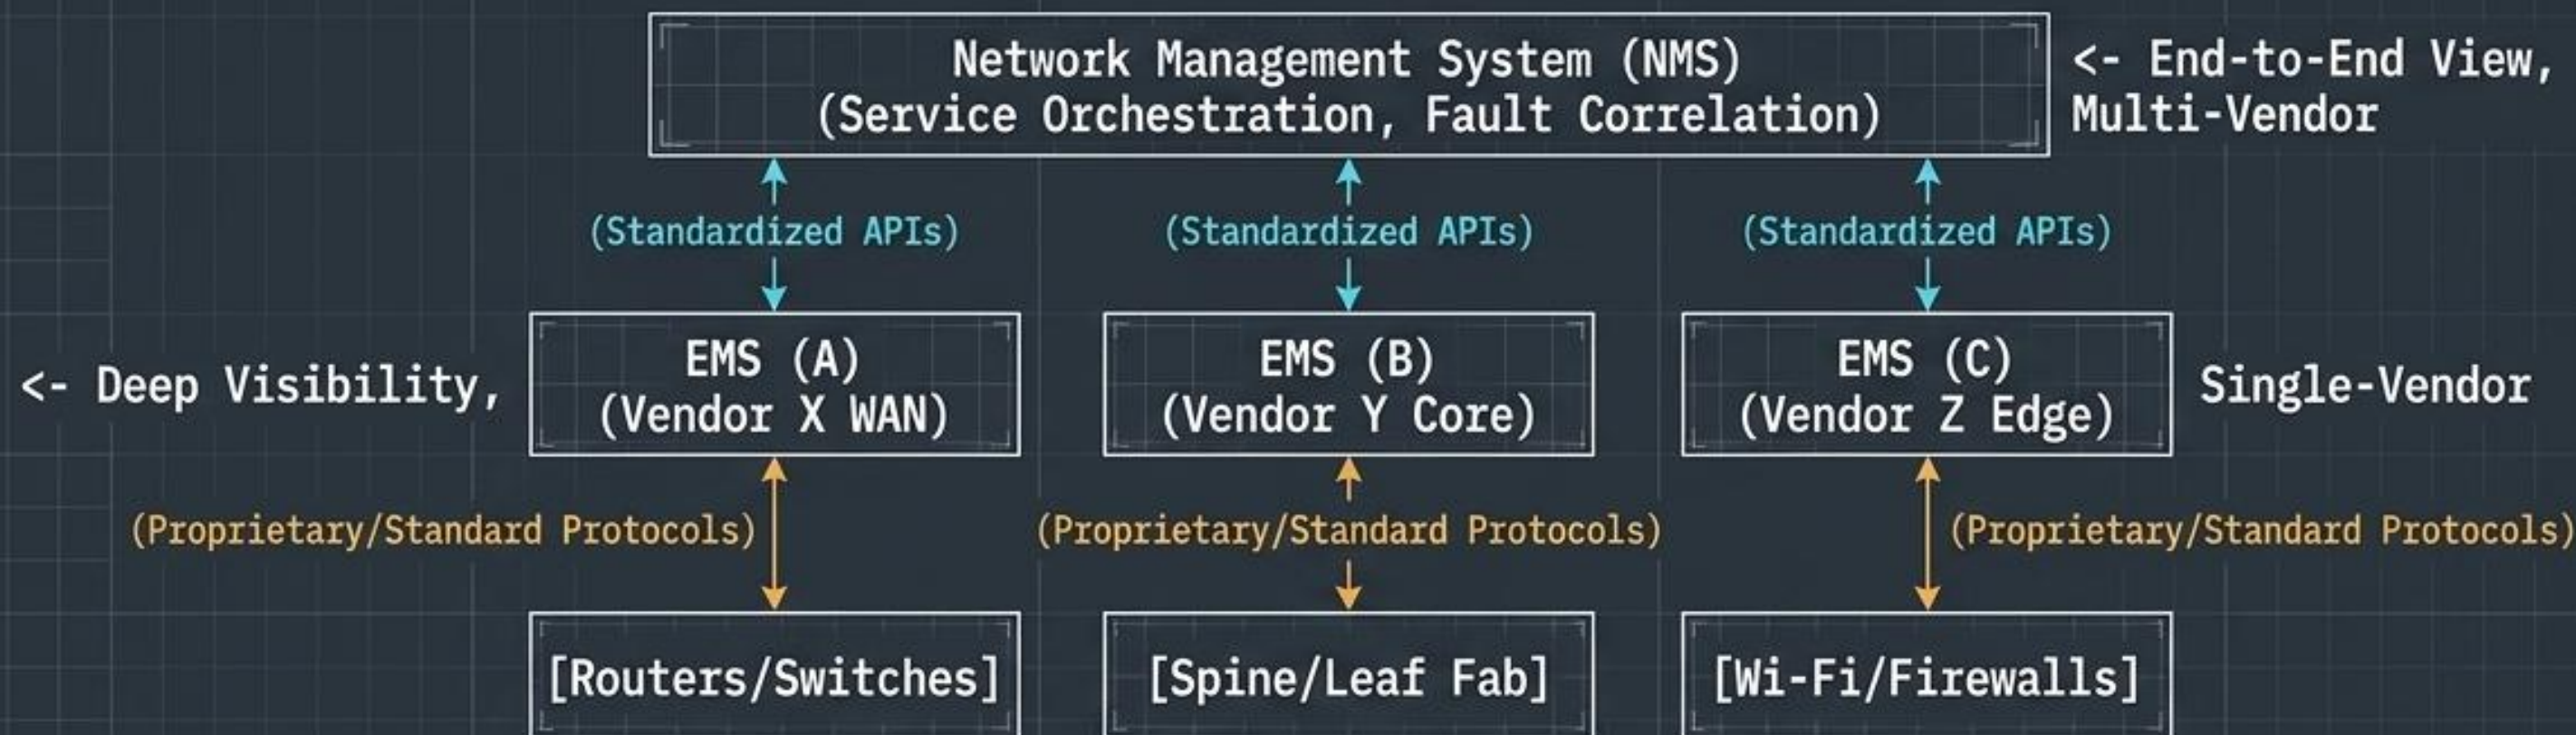 Network Management System (NMS)
(Service Orchestration, Fault Correlation)
<- End-to-End View,
Multi-Vendor
(Standardized APIs)
(Standardized APIs)
(Standardized APIs)
<- Deep Visibility,
EMS (A)
(Vendor X WAN)
EMS (B)
(Vendor Y Core)
EMS (C)
(Vendor Z Edge)
Single-Vendor
(Proprietary/Standard Protocols)
(Proprietary/Standard Protocols)
(Proprietary/Standard Protocols)
[Routers/Switches]
[Spine/Leaf Fab]
[Wi-Fi/Firewalls]